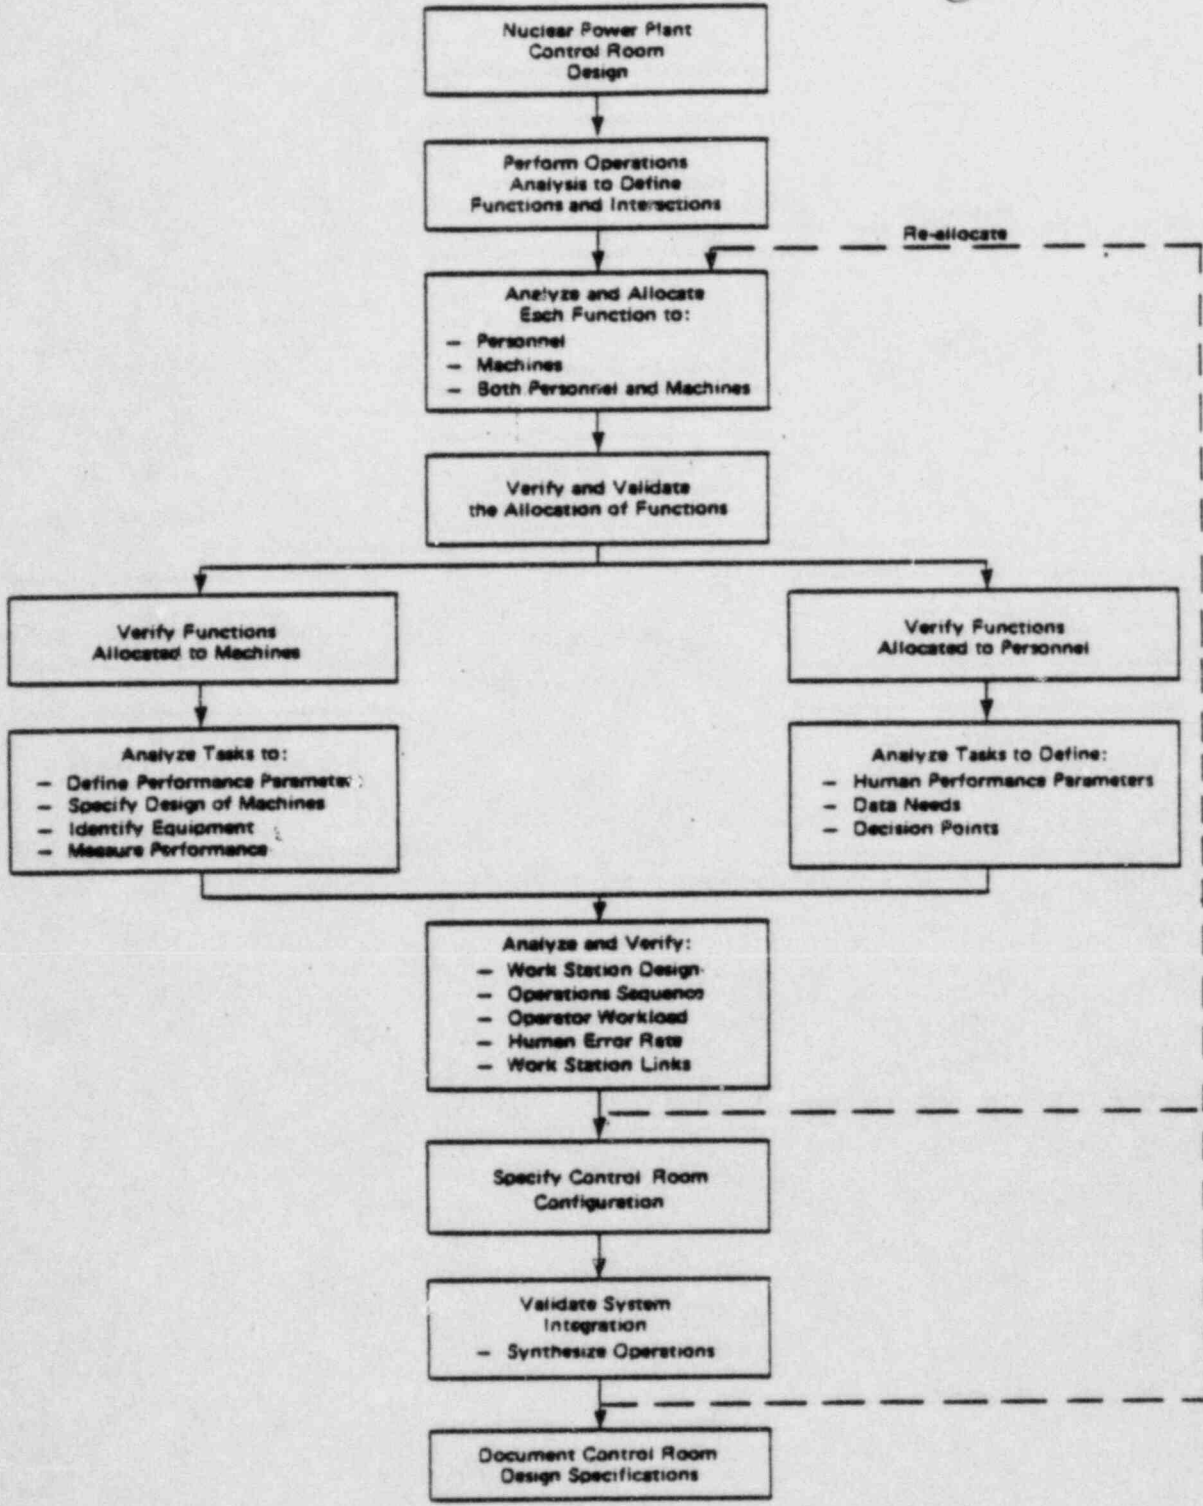 Nuclear Power Plant
Control Room
Design
Perform Operations
Analysis to Define
Functions and Interactions
Re-allocate
Analyze and Allocate
Each Function to:
– Personnel
– Machines
– Both Personnel and Machines
Verify and Validate
the Allocation of Functions
Verify Functions
Allocated to Machines
Verify Functions
Allocated to Personnel
Analyze Tasks to:
– Define Performance Parameters
– Specify Design of Machines
– Identify Equipment
– Measure Performance
Analyze Tasks to Define:
– Human Performance Parameters
– Data Needs
– Decision Points
Analyze and Verify:
– Work Station Design
– Operations Sequence
– Operator Workload
– Human Error Rate
– Work Station Links
Specify Control Room
Configuration
Validate System
Integration
– Synthesize Operations
Document Control Room
Design Specifications